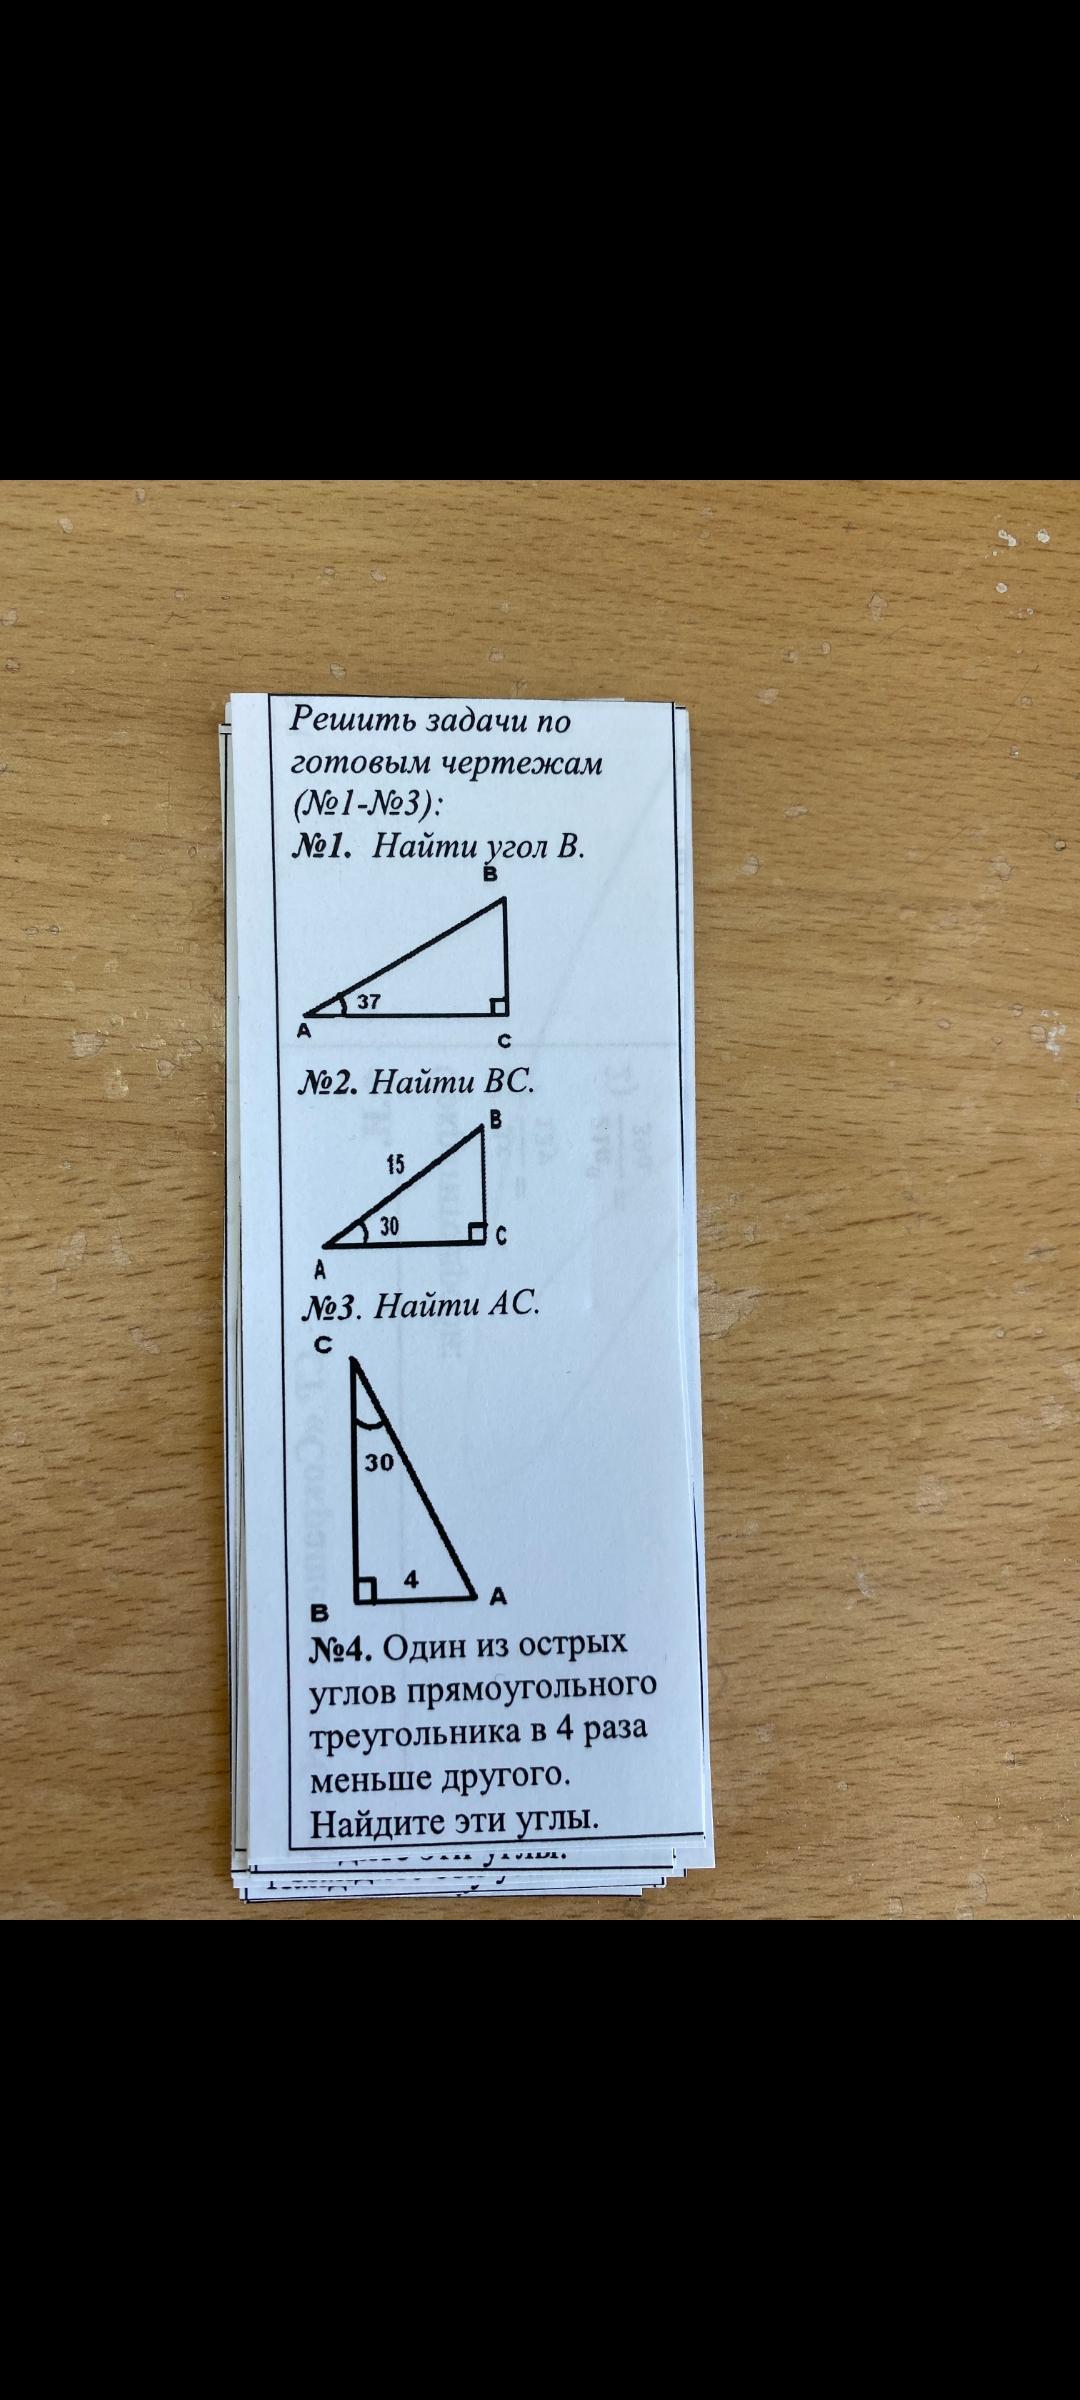 Решить задачи по
готовым чертежам
(№1-№3):
№1. Найти угол В.
B
37
A
C
№2. Найти ВС.
B
15
30
C
A
№3. Найти АС.
C
30
4
B
A
№4. Один из острых
углов прямоугольного
треугольника в 4 раза
меньше другого.
Найдите эти углы.